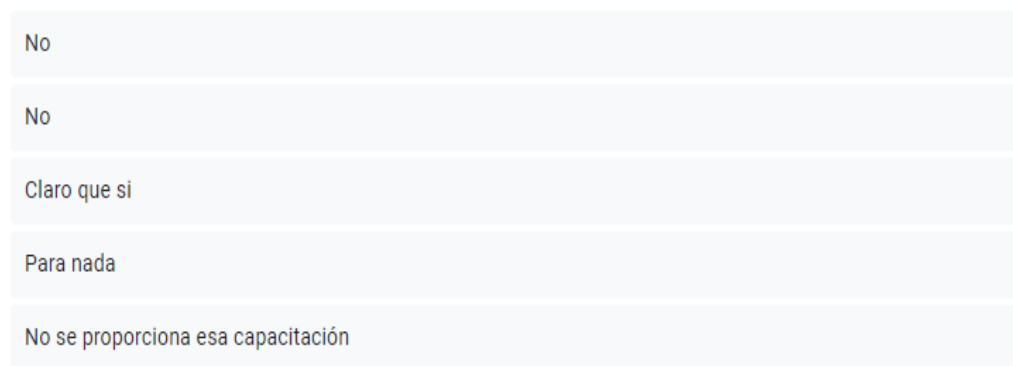 No
No
Claro que si
Para nada
No se proporciona esa capacitación